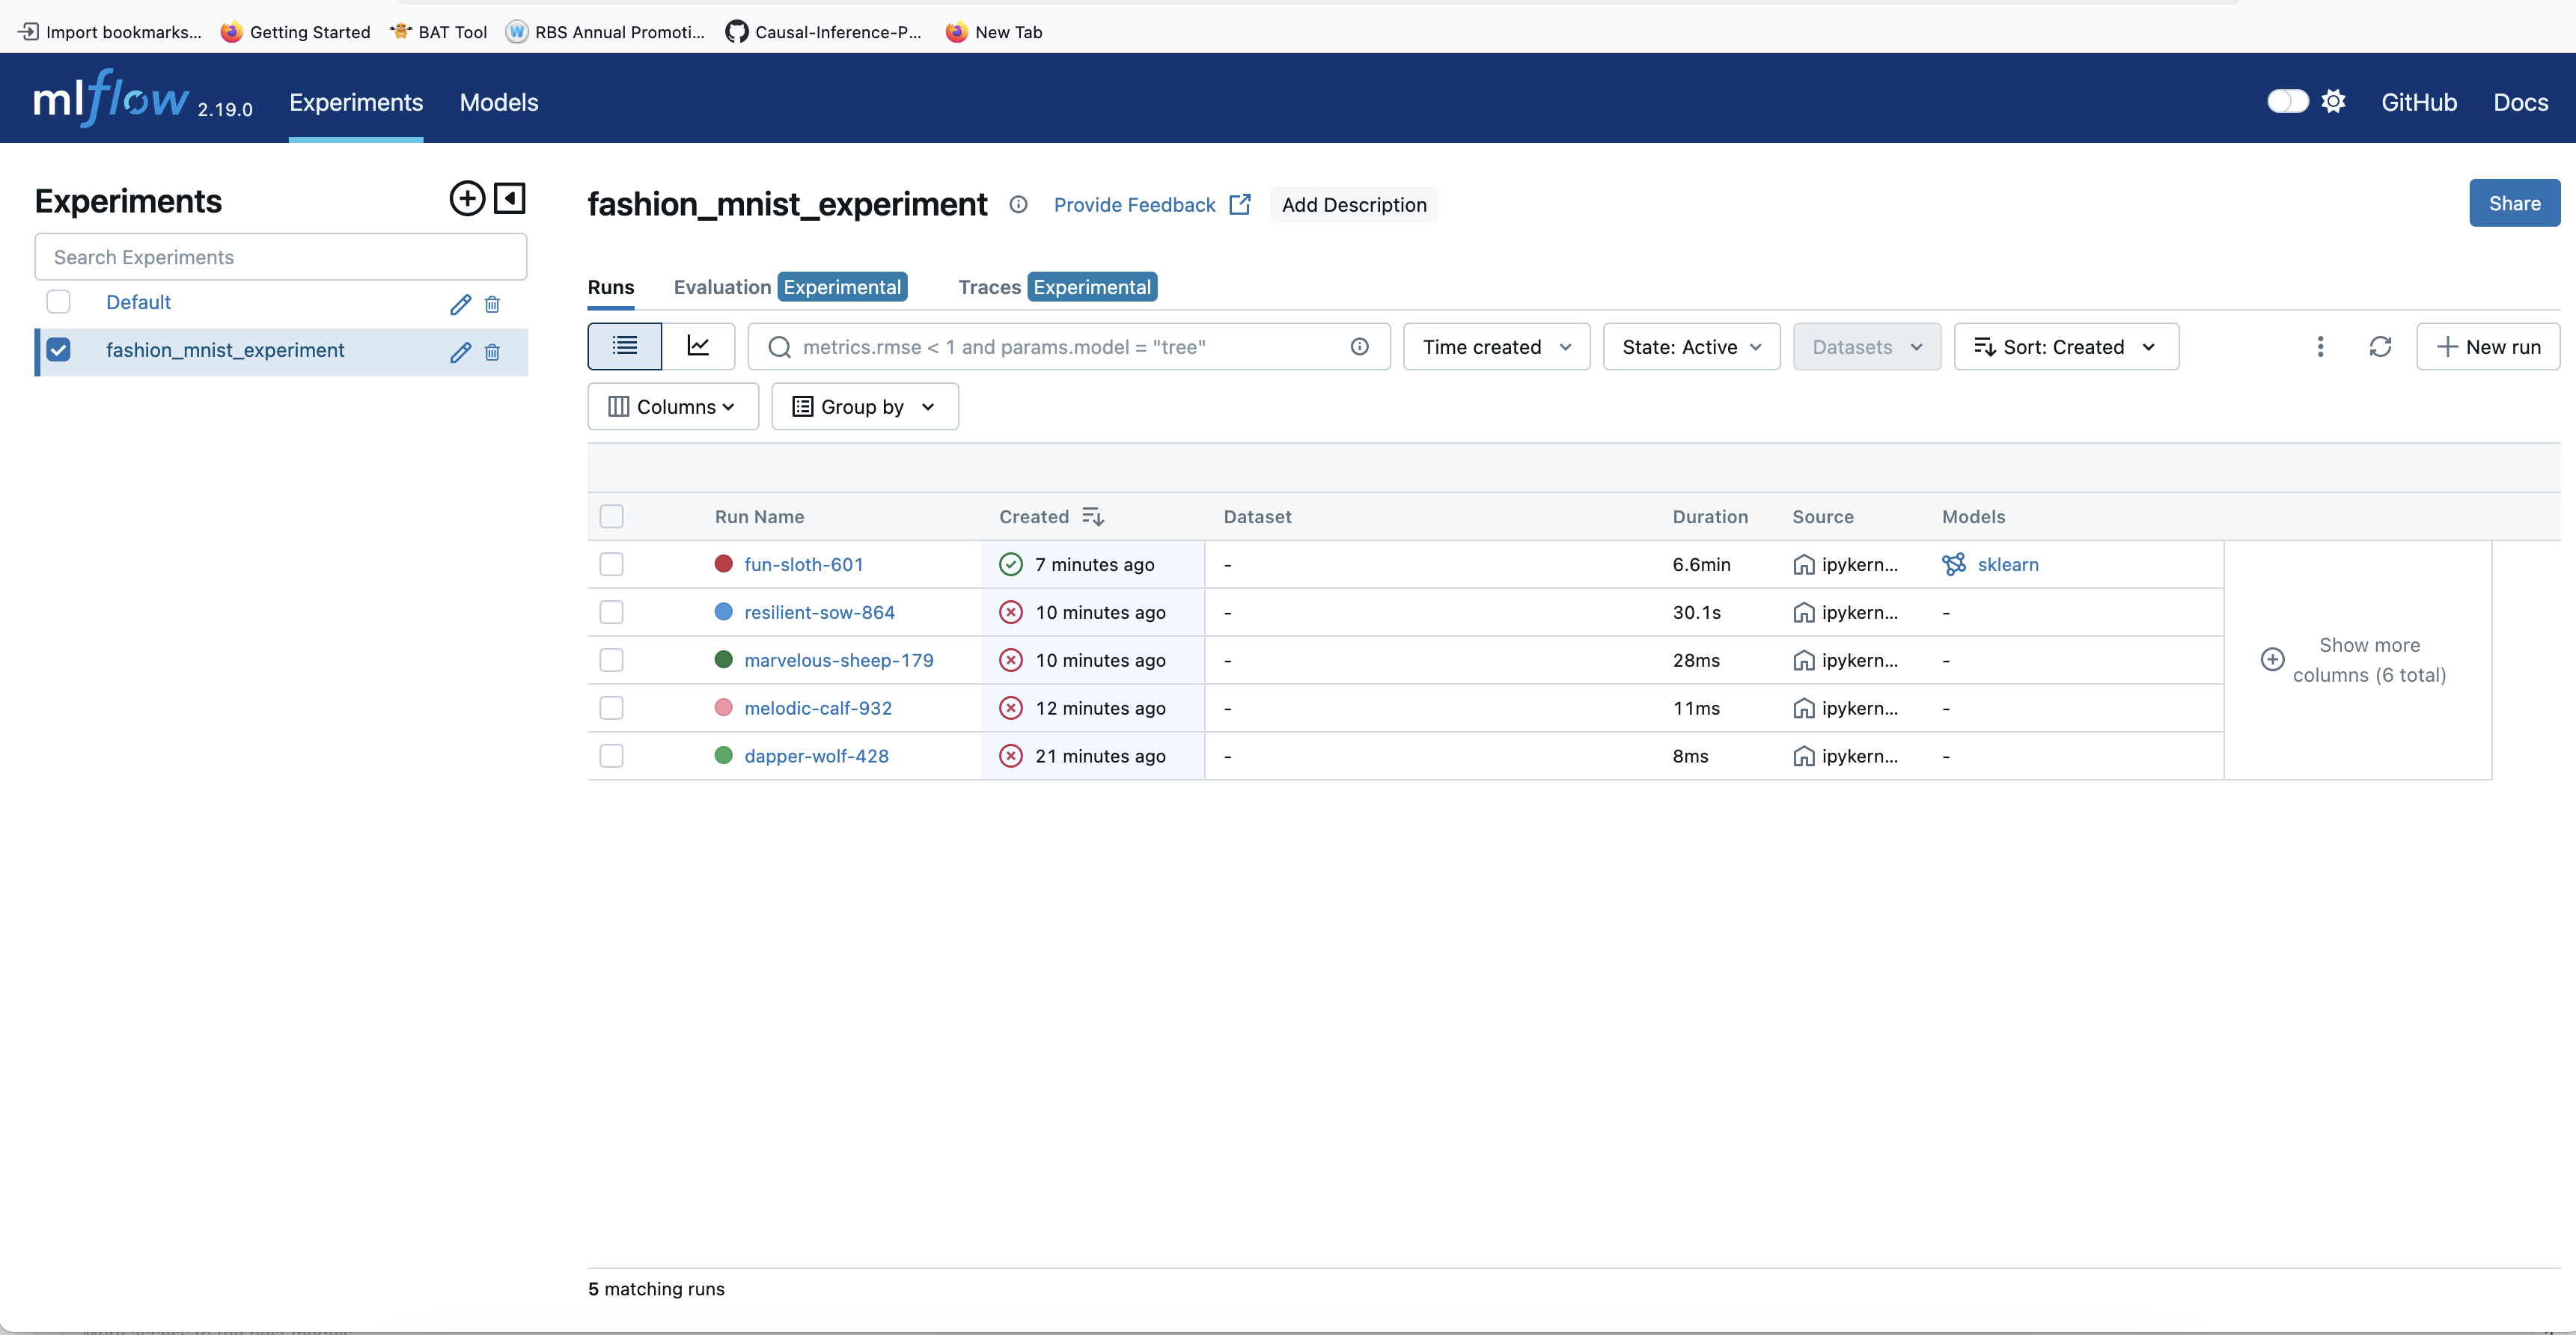 Import bookmarks... Getting Started BAT Tool RBS Annual Promoti... Causal-Inference-P... New Tab
mlflow 2.19.0 Experiments Models GitHub Docs
Experiments
Search Experiments
Default
fashion_mnist_experiment
fashion_mnist_experiment Provide Feedback Add Description Share
Runs Evaluation Experimental Traces Experimental
metrics.rmse < 1 and params.model = "tree" Time created State: Active Datasets Sort: Created New run
Columns Group by
Run Name Created Dataset Duration Source Models
fun-sloth-601 7 minutes ago - 6.6min ipykern... sklearn
resilient-sow-864 10 minutes ago - 30.1s ipykern... -
marvelous-sheep-179 10 minutes ago - 28ms ipykern... -
melodic-calf-932 12 minutes ago - 11ms ipykern... -
dapper-wolf-428 21 minutes ago - 8ms ipykern... -
Show more
columns (6 total)
5 matching runs